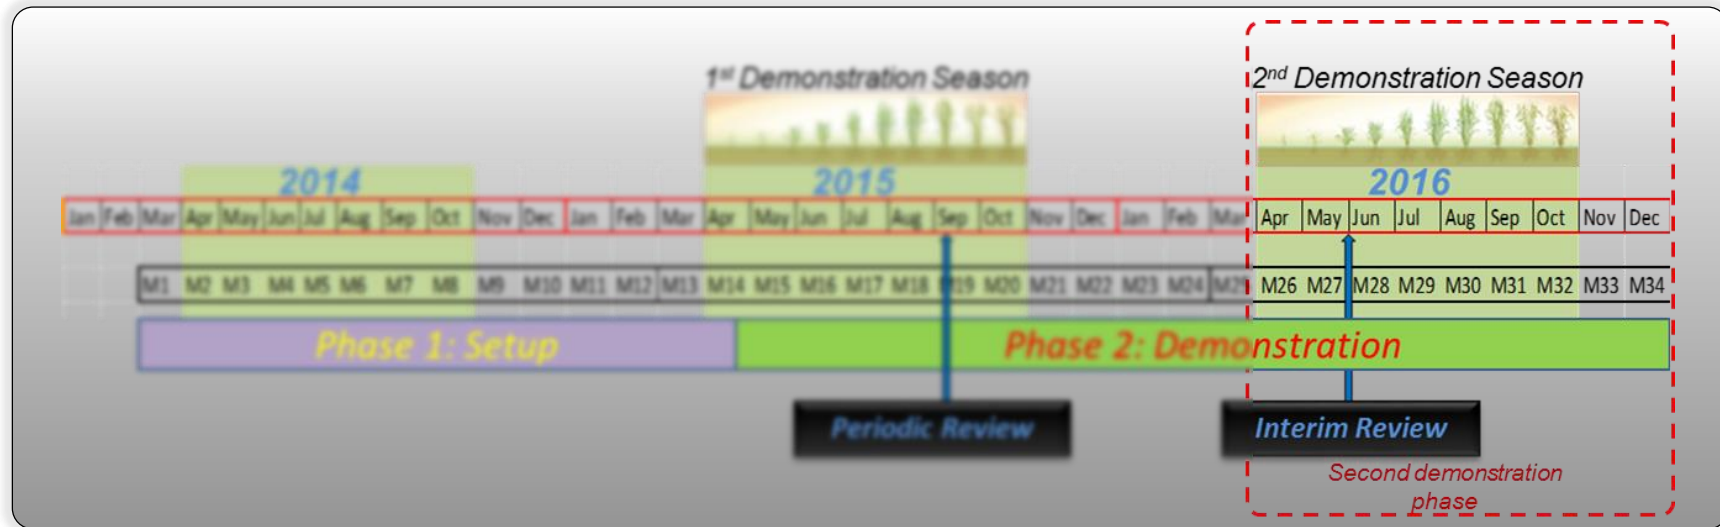 1st Demonstration Season 2nd Demonstration Season
2014 2015 2016
Jan Feb Mar Apr May Jun Jul Aug Sep Oct Nov Dec Jan Feb Mar Apr May Jun Jul Aug Sep Oct Nov Dec Jan Feb Mar Apr May Jun Jul Aug Sep Oct Nov Dec
M1 M2 M3 M4 M5 M6 M7 M8 M9 M10 M11 M12 M13 M14 M15 M16 M17 M18 M19 M20 M21 M22 M23 M24 M25 M26 M27 M28 M29 M30 M31 M32 M33 M34
Phase 1: Setup Phase 2: Demonstration
Periodic Review Interim Review
Second demonstration
phase